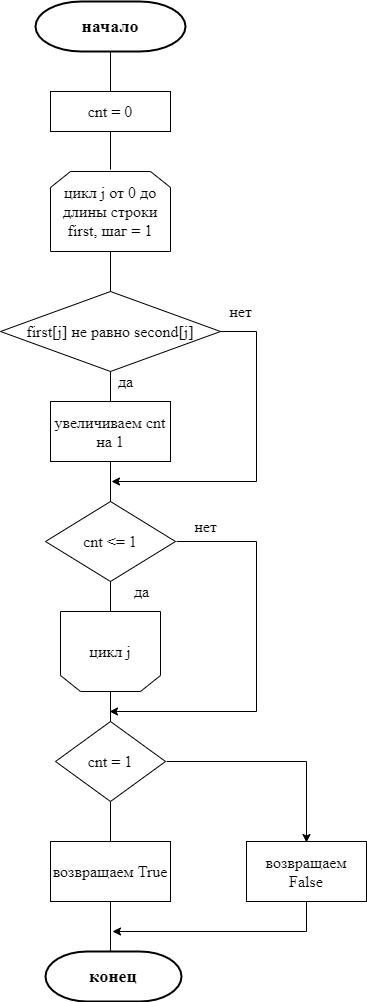 начало
cnt = 0
цикл j от 0 до
длины строки
first, шаг = 1
first[j] не равно second[j]
нет
да
увеличиваем cnt
на 1
cnt <= 1
нет
да
цикл j
cnt = 1
возвращаем True
возвращаем
False
конец